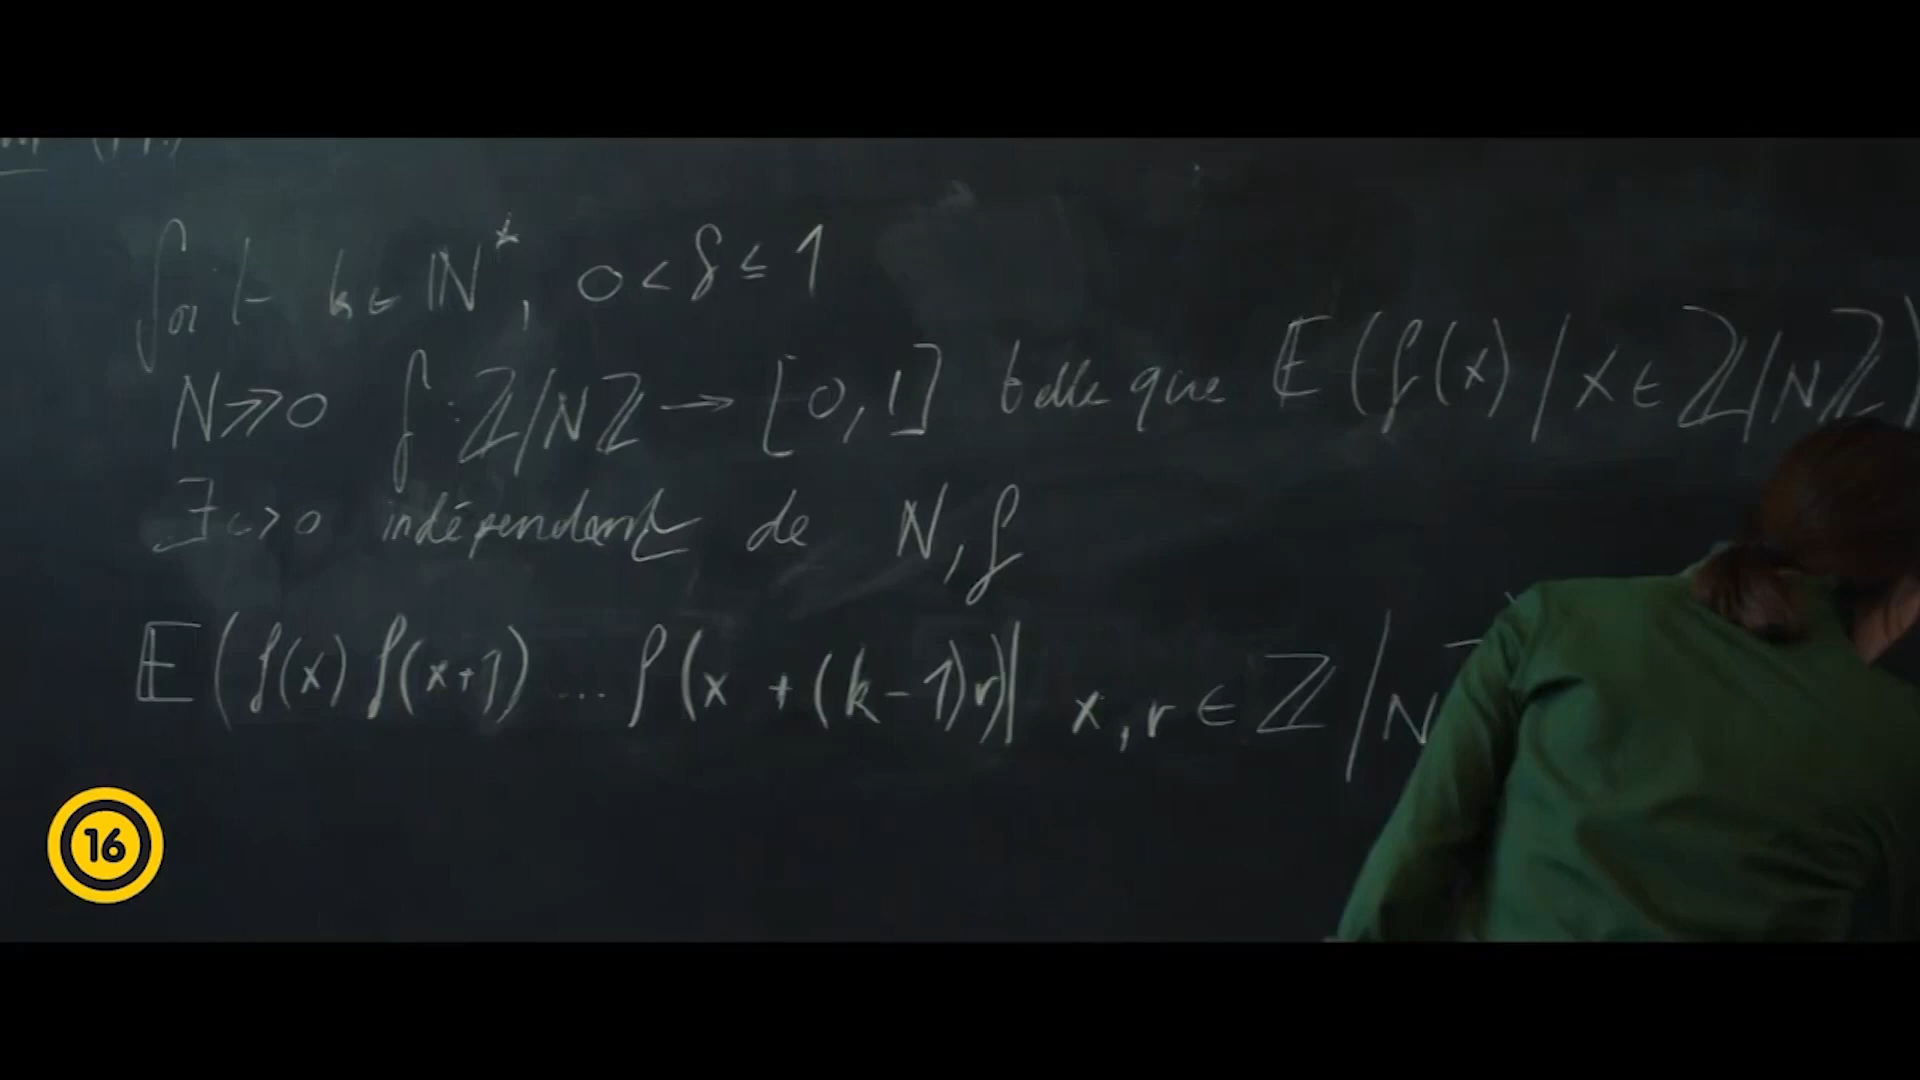 Soit k ∈ ℕ*, 0 < δ ≤ 1
N ≫ 0 f : ℤ/Nℤ → [0,1] telle que 𝔼(f(x) | x ∈ ℤ/Nℤ)
∃ c > 0 indépendant de N, f
𝔼(f(x) f(x+1) ... f(x + (k-1)r) | x, r ∈ ℤ/N
16